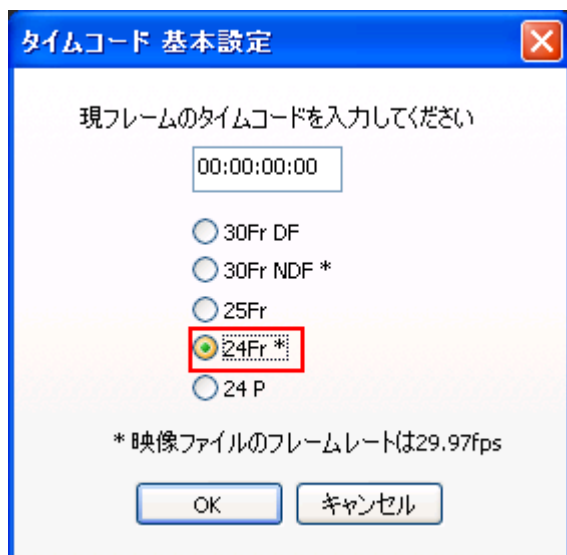 タイムコード 基本設定
現フレームのタイムコードを入力してください
00:00:00:00
30Fr DF
30Fr NDF *
25Fr
24Fr *
24 P
* 映像ファイルのフレームレートは29.97fps
OK キャンセル